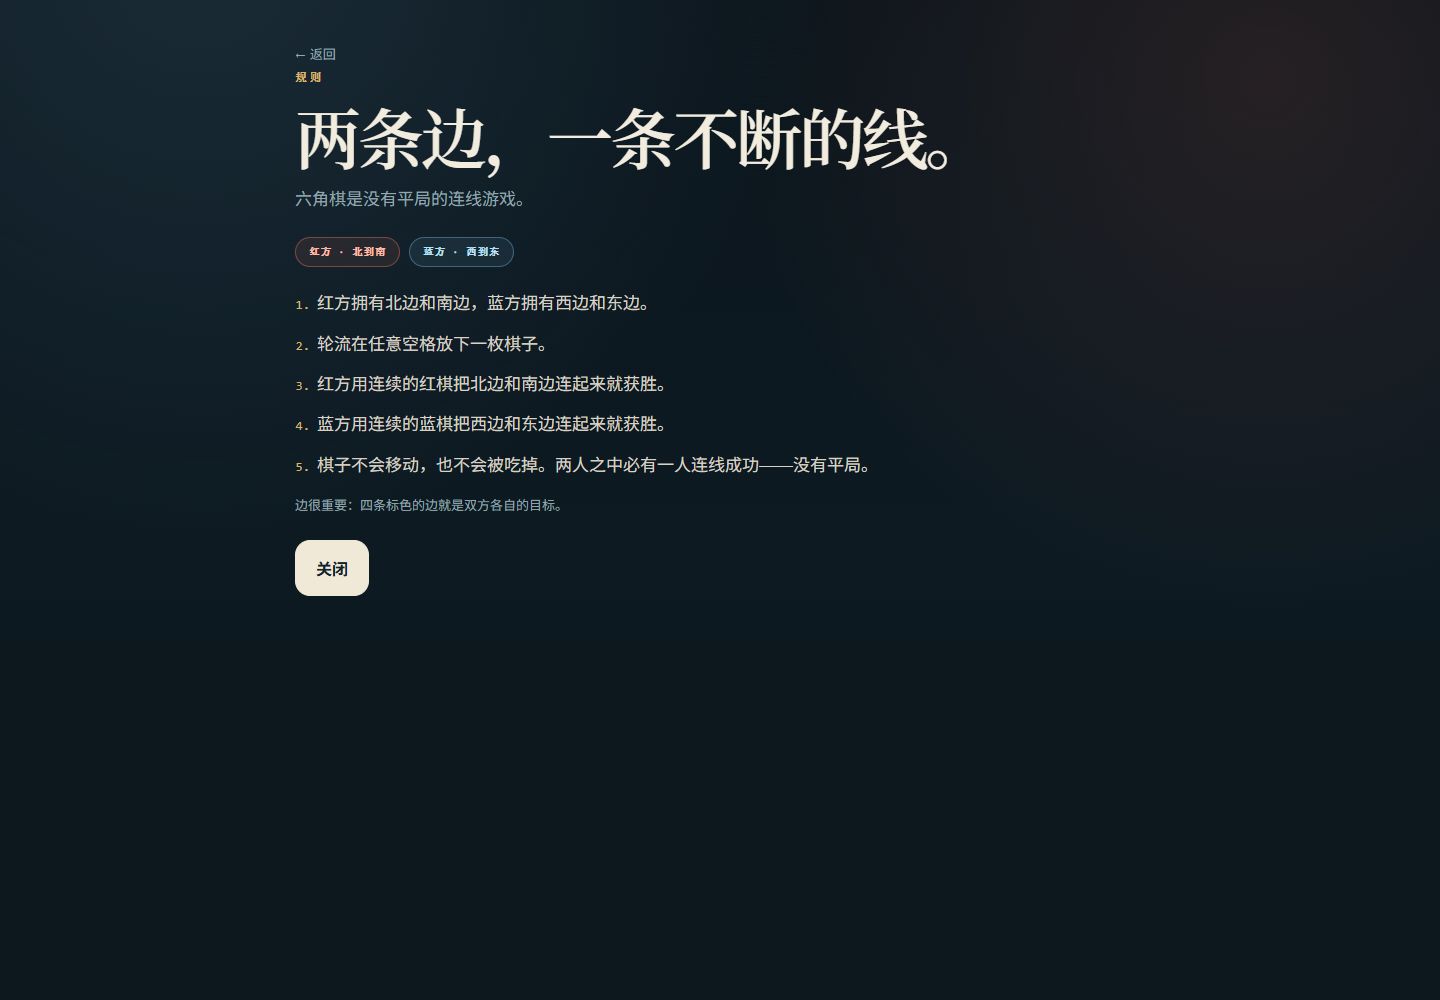 ← 返回
规则
两条边，一条不断的线。
六角棋是没有平局的连线游戏。
红方 · 北到南 蓝方 · 西到东
1. 红方拥有北边和南边，蓝方拥有西边和东边。
2. 轮流在任意空格放下一枚棋子。
3. 红方用连续的红棋把北边和南边连起来就获胜。
4. 蓝方用连续的蓝棋把西边和东边连起来就获胜。
5. 棋子不会移动，也不会被吃掉。两人之中必有一人连线成功——没有平局。
边很重要：四条标色的边就是双方各自的目标。
关闭